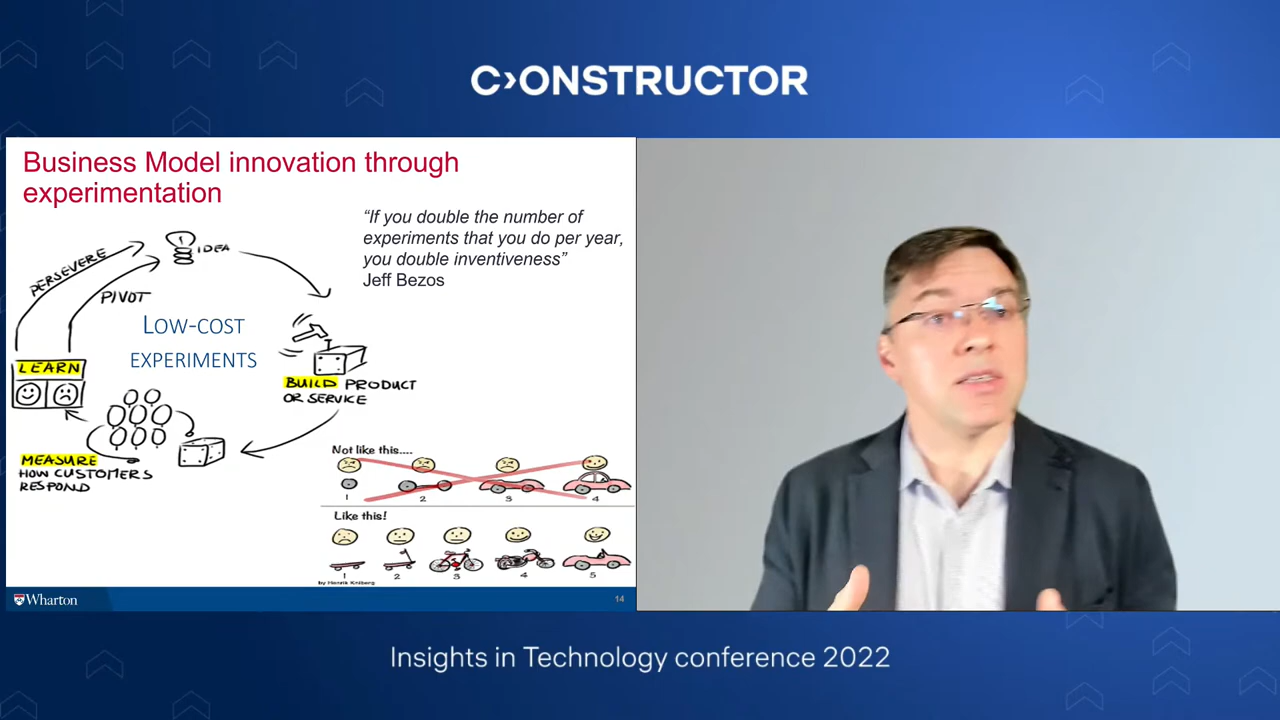 C›ONSTRUCTOR
Business Model innovation through
experimentation
“If you double the number of
experiments that you do per year,
you double inventiveness”
Jeff Bezos
IDEA
PERSEVERE
PIVOT
LOW-COST
EXPERIMENTS
LEARN
BUILD PRODUCT
OR SERVICE
MEASURE
HOW CUSTOMERS
RESPOND
Not like this....
1 2 3 4
Like this!
1 2 3 4 5
by Henrik Kniberg
Wharton
14
Insights in Technology conference 2022